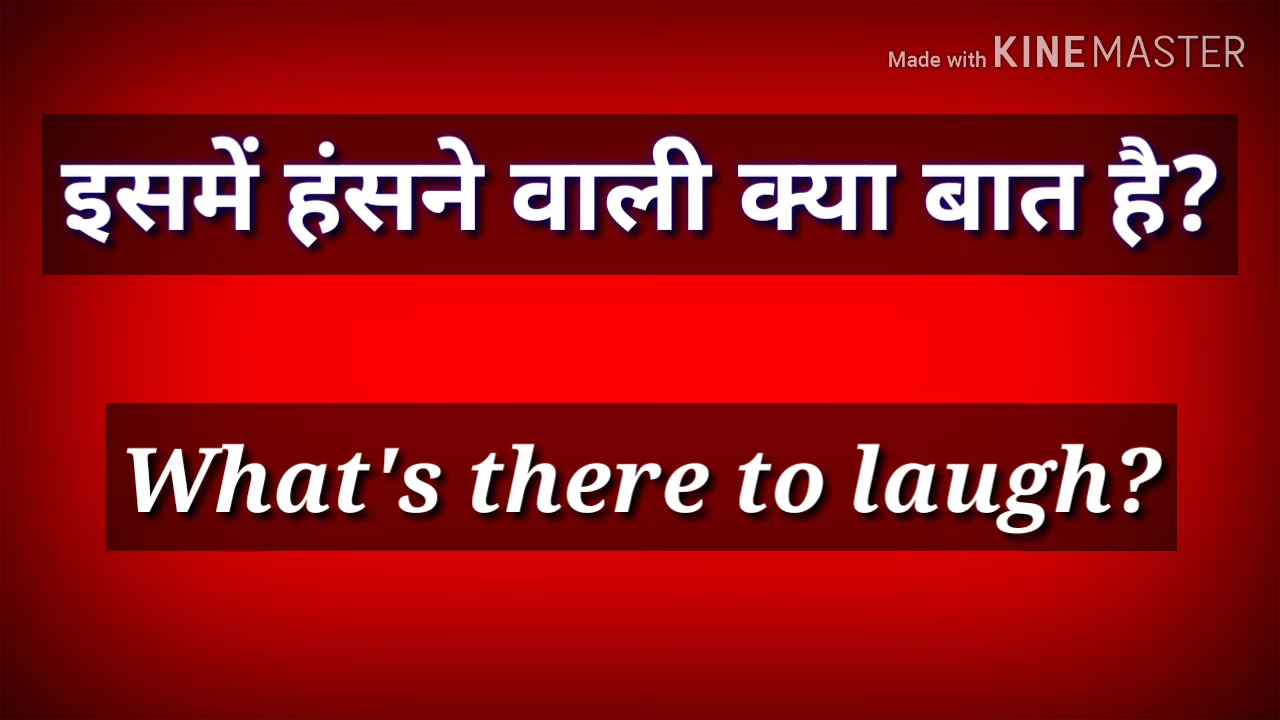 Made with KINEMASTER
इसमें हंसने वाली क्या बात है?
What's there to laugh?